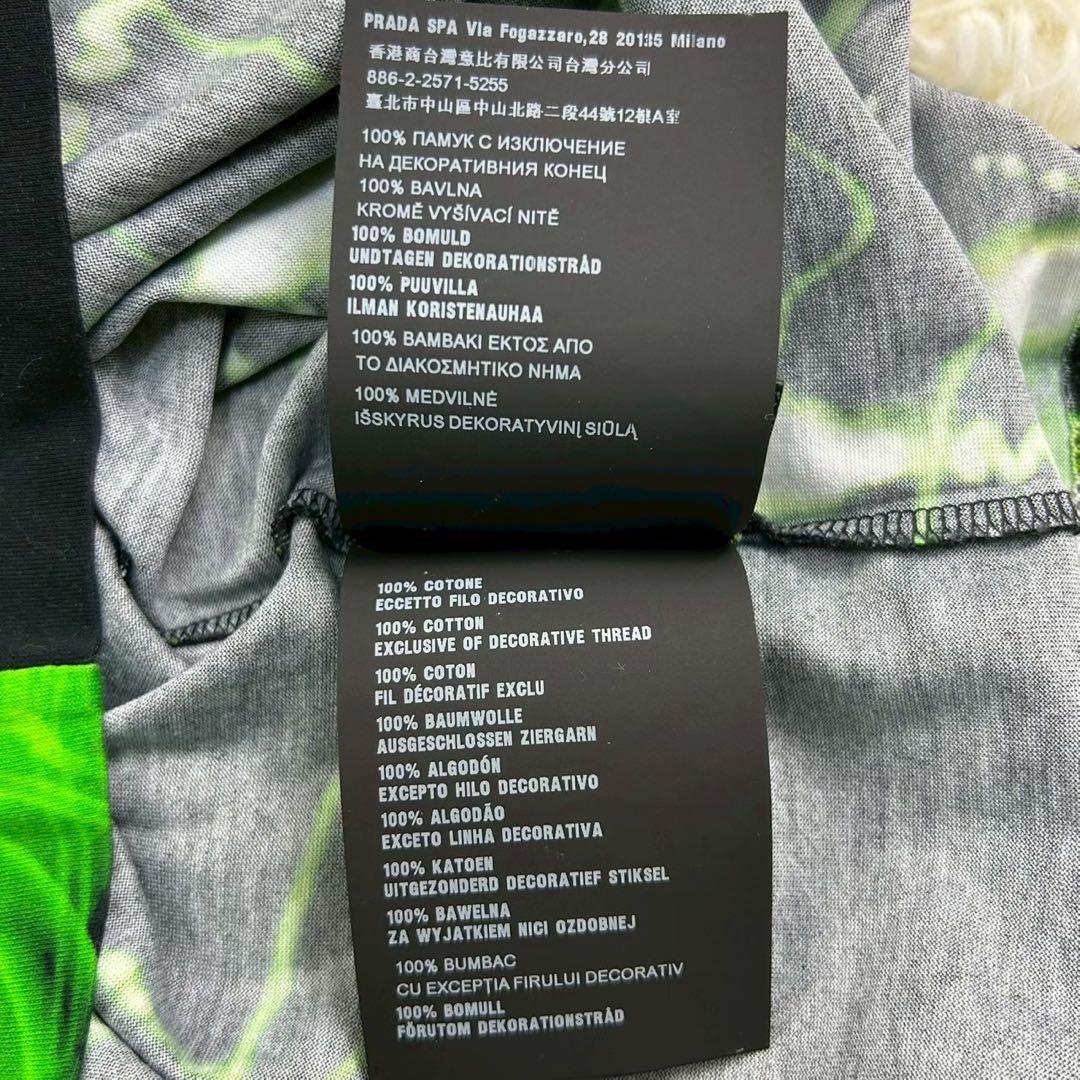 PRADA SPA Via Fogazzaro,28 20135 Milano
香港商台灣意比有限公司台灣分公司
886-2-2571-5255
臺北市中山區中山北路二段44號12樓A室
100% ПАМУК С ИЗКЛЮЧЕНИЕ
НА ДЕКОРАТИВНИЯ КОНЕЦ
100% BAVLNA
KROMĚ VYŠÍVACÍ NITĚ
100% BOMULD
UNDTAGEN DEKORATIONSTRÅD
100% PUUVILLA
ILMAN KORISTENAUHAA
100% ΒΑΜΒΑΚΙ ΕΚΤΟΣ ΑΠΟ
ΤΟ ΔΙΑΚΟΣΜΗΤΙΚΟ ΝΗΜΑ
100% MEDVILNĖ
IŠSKYRUS DEKORATYVINĮ SIŪLĄ
100% COTONE
ECCETTO FILO DECORATIVO
100% COTTON
EXCLUSIVE OF DECORATIVE THREAD
100% COTON
FIL DÉCORATIF EXCLU
100% BAUMWOLLE
AUSGESCHLOSSEN ZIERGARN
100% ALGODÓN
EXCEPTO HILO DECORATIVO
100% ALGODÃO
EXCETO LINHA DECORATIVA
100% KATOEN
UITGEZONDERD DECORATIEF STIKSEL
100% BAWELNA
ZA WYJATKIEM NICI OZDOBNEJ
100% BUMBAC
CU EXCEPȚIA FIRULUI DECORATIV
100% BOMULL
FÖRUTOM DEKORATIONSTRÅD